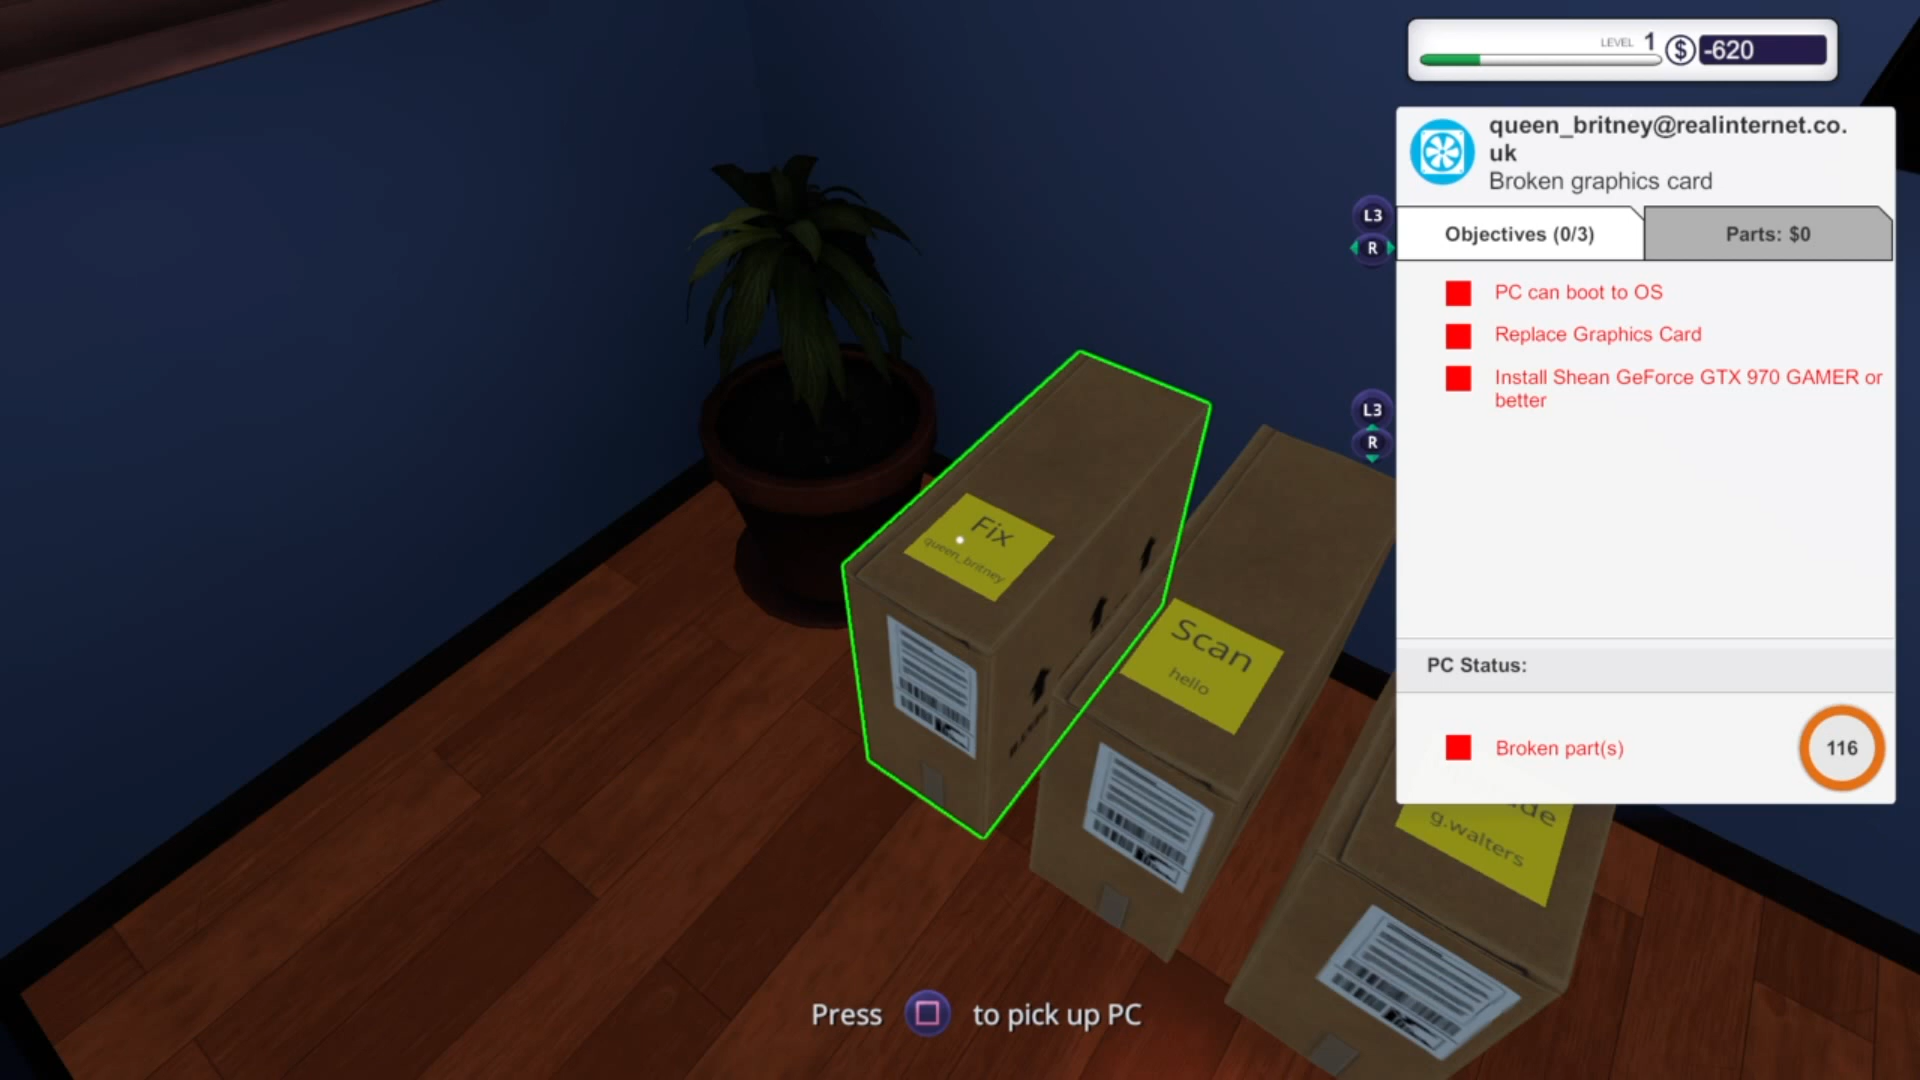 LEVEL 1 $ -620
queen_britney@realinternet.co.
uk
Broken graphics card
L3
R
Objectives (0/3)
Parts: $0
PC can boot to OS
Replace Graphics Card
Install Shean GeForce GTX 970 GAMER or
better
L3
R
PC Status:
Broken part(s)
116
Fix
queen_britney
Scan
hello
de
g.walters
Press to pick up PC